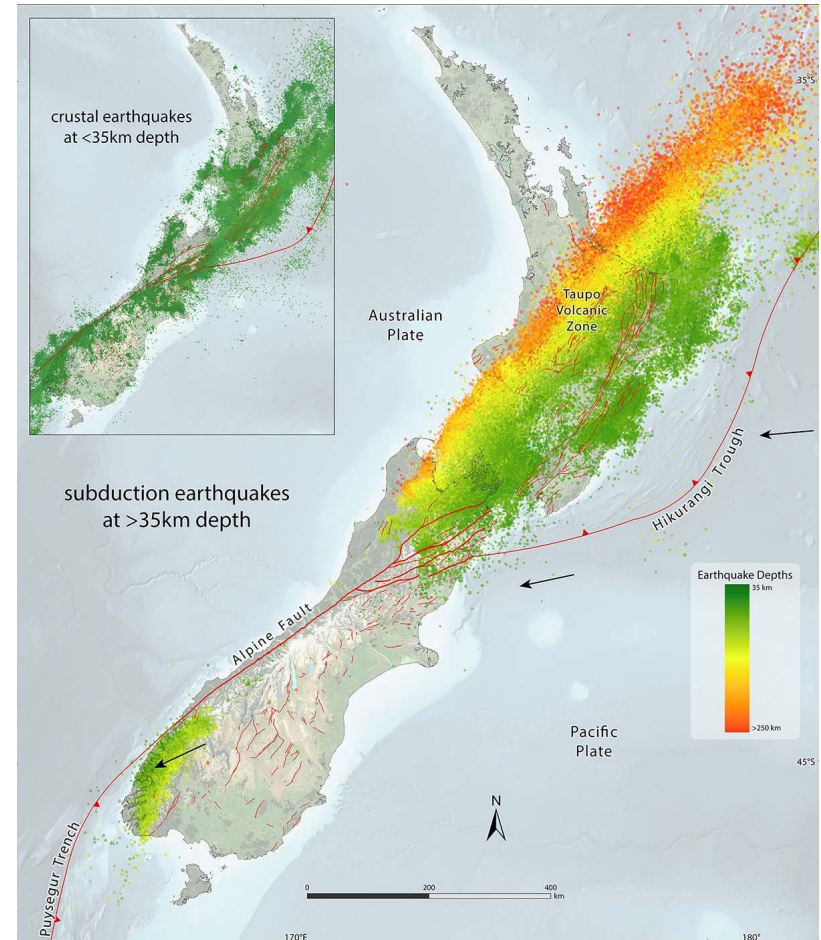 crustal earthquakes
at <35km depth
35°S
Australian
Plate
Taupo
Volcanic
Zone
Hikurangi Trough
subduction earthquakes
at >35km depth
Earthquake Depths
35 km
>250 km
Alpine Fault
Pacific
Plate
45°S
N
Puysegur Trench
0
200
400
km
170°E
180°